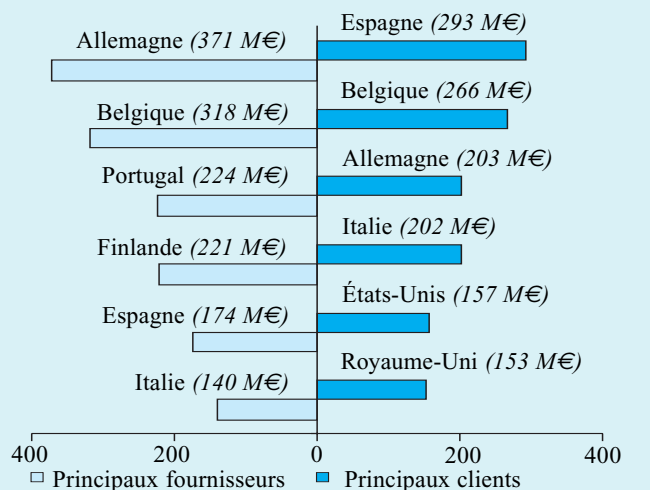 Espagne (293 M€)
Allemagne (371 M€)
Belgique (266 M€)
Belgique (318 M€)
Allemagne (203 M€)
Portugal (224 M€)
Italie (202 M€)
Finlande (221 M€)
États-Unis (157 M€)
Espagne (174 M€)
Royaume-Uni (153 M€)
Italie (140 M€)
400 200 0 200 400
Principaux fournisseurs Principaux clients